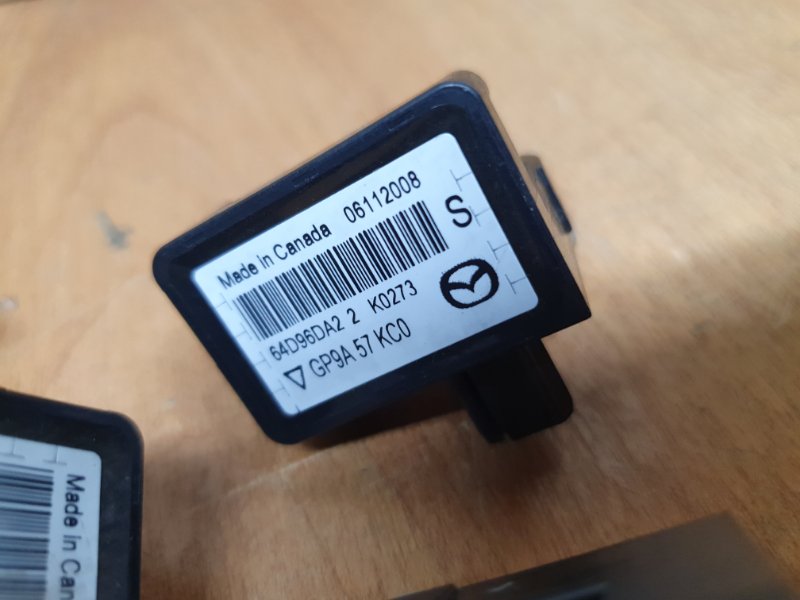 Made in Canada 06112008
S
64D96DA2 2 K0273
GP9A 57 KC0
Made in Can